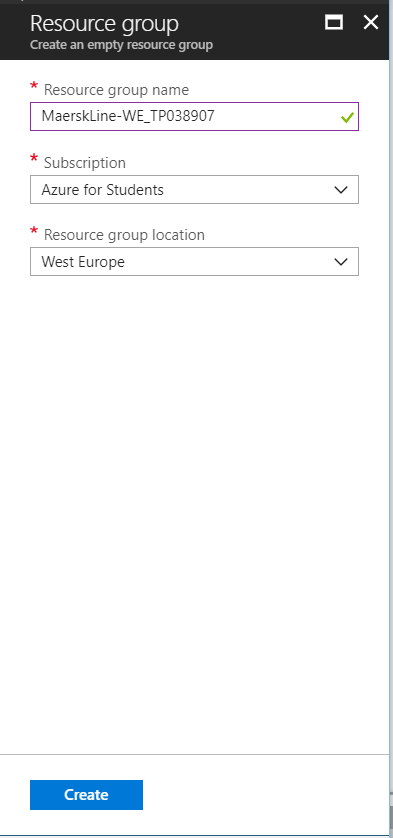 Resource group
Create an empty resource group
* Resource group name
MaerskLine-WE_TP038907
* Subscription
Azure for Students
* Resource group location
West Europe
Create